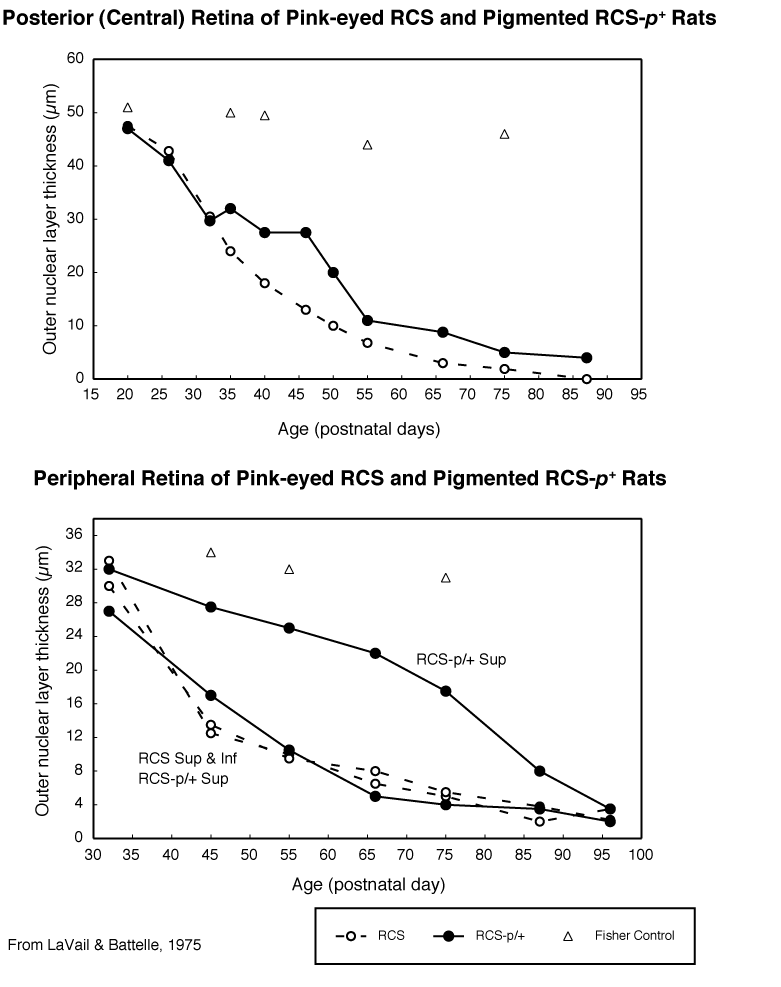 Posterior (Central) Retina of Pink-eyed RCS and Pigmented RCS-p+ Rats
60
50
40
30
20
10
0
Outer nuclear layer thickness (µm)
15 20 25 30 35 40 45 50 55 60 65 70 75 80 85 90 95
Age (postnatal days)
Peripheral Retina of Pink-eyed RCS and Pigmented RCS-p+ Rats
36
32
28
24
20
16
12
8
4
0
Outer nuclear layer thickness (µm)
RCS-p/+ Sup
RCS Sup & Inf
RCS-p/+ Sup
30 35 40 45 50 55 60 65 70 75 80 85 90 95 100
Age (postnatal day)
RCS RCS-p/+ Fisher Control
From LaVail & Battelle, 1975